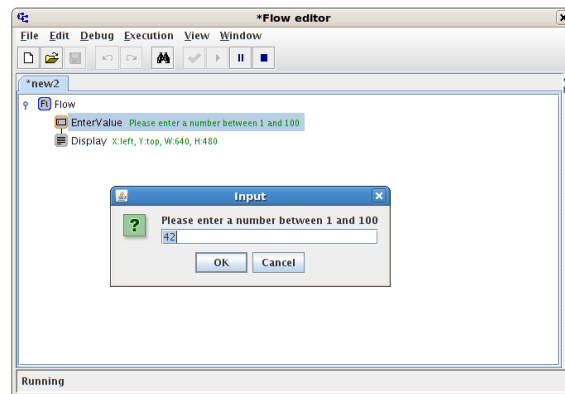 *Flow editor
File Edit Debug Execution View Window
*new2
Fl Flow
EnterValue Please enter a number between 1 and 100
Display X:left, Y:top, W:640, H:480
Input
Please enter a number between 1 and 100
42
OK Cancel
Running